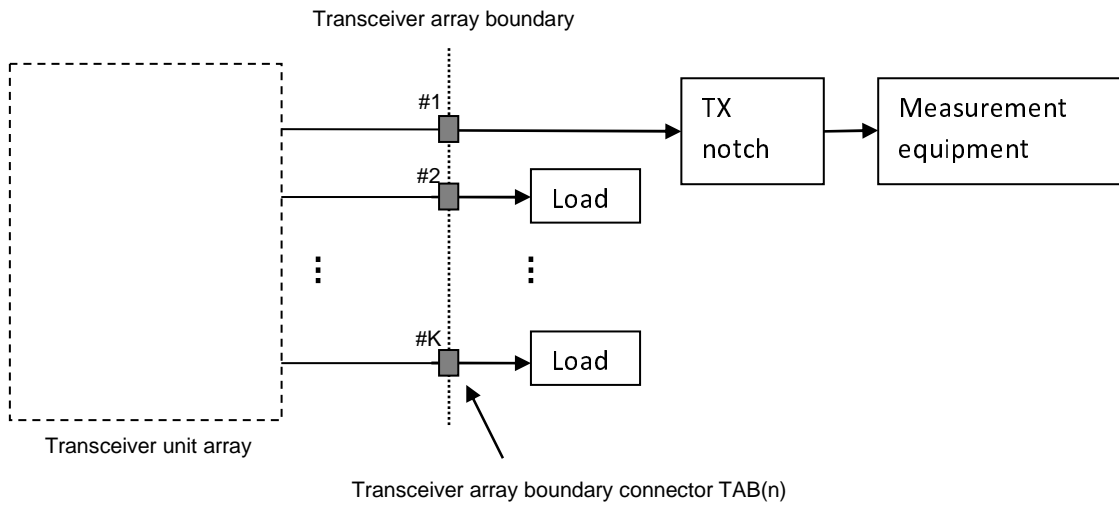 Transceiver array boundary
#1
TX
notch
Measurement
equipment
#2
Load
#K
Load
Transceiver unit array
Transceiver array boundary connector TAB(n)